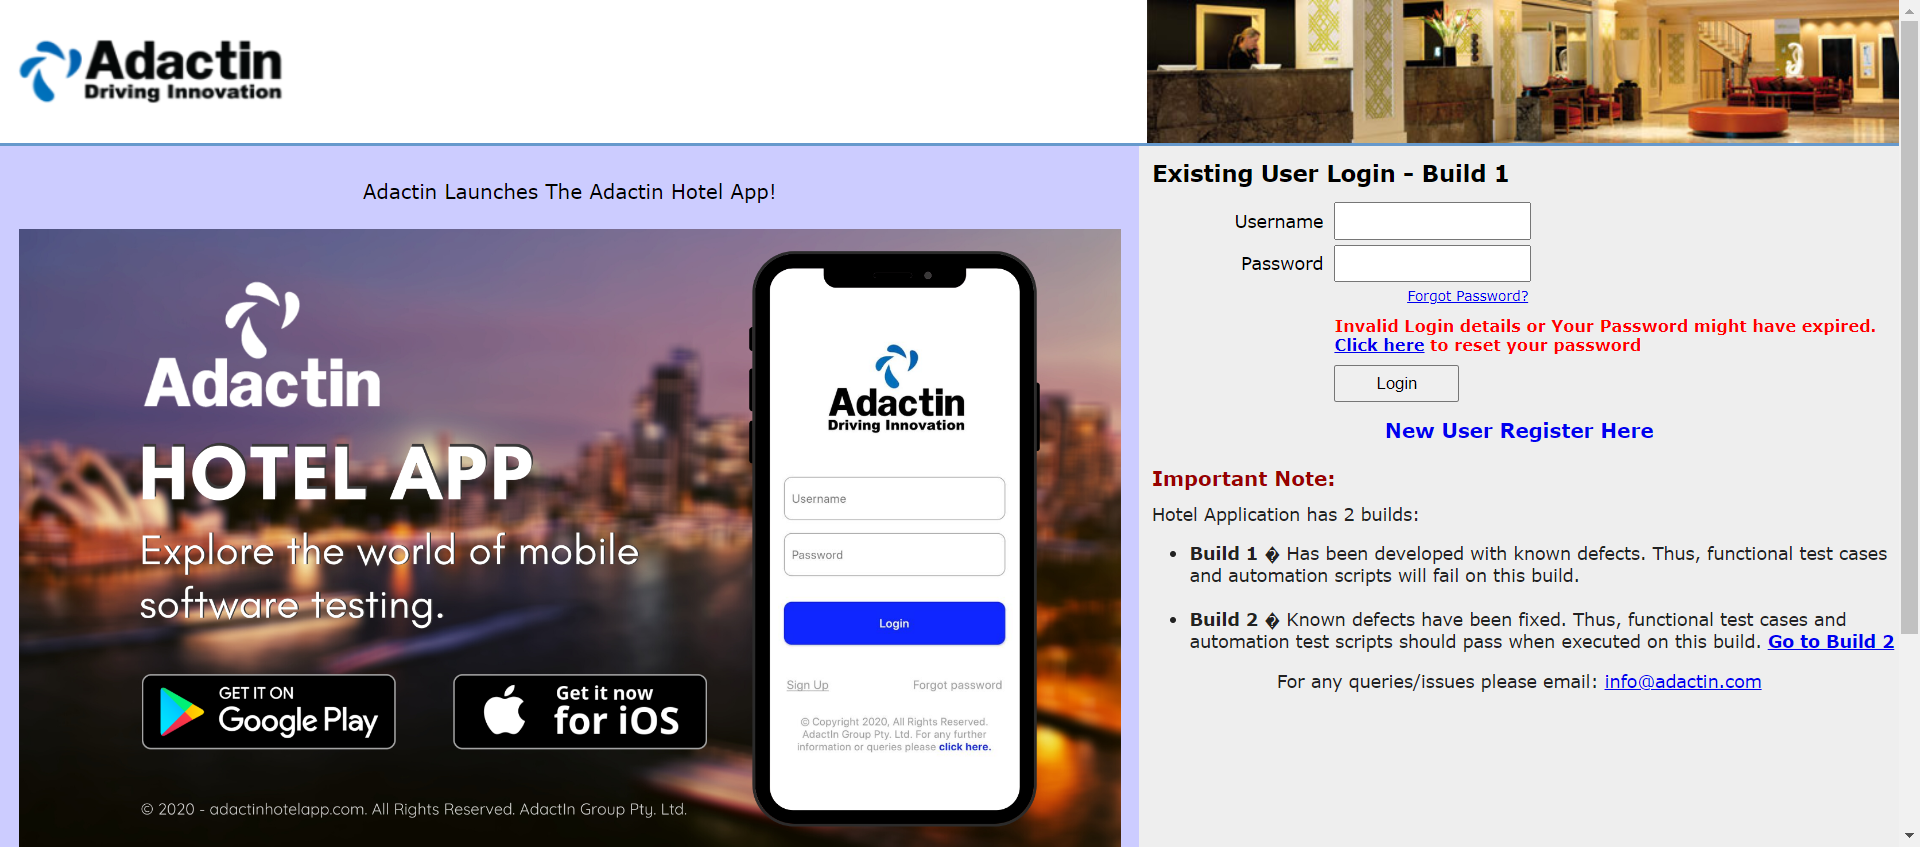 Adactin
Driving Innovation
Adactin Launches The Adactin Hotel App!
Adactin
HOTEL APP
Explore the world of mobile
software testing.
GET IT ON
Google Play
Get it now
for iOS
© 2020 - adactinhotelapp.com. All Rights Reserved. AdactIn Group Pty. Ltd.
Adactin
Driving Innovation
Username
Password
Login
Sign Up
Forgot password
© Copyright 2020, All Rights Reserved.
AdactIn Group Pty. Ltd. For any further
information or queries please click here.
Existing User Login - Build 1
Username
Password
Forgot Password?
Invalid Login details or Your Password might have expired.
Click here to reset your password
Login
New User Register Here
Important Note:
Hotel Application has 2 builds:
• Build 1 � Has been developed with known defects. Thus, functional test cases
and automation scripts will fail on this build.
• Build 2 � Known defects have been fixed. Thus, functional test cases and
automation test scripts should pass when executed on this build. Go to Build 2
For any queries/issues please email: info@adactin.com